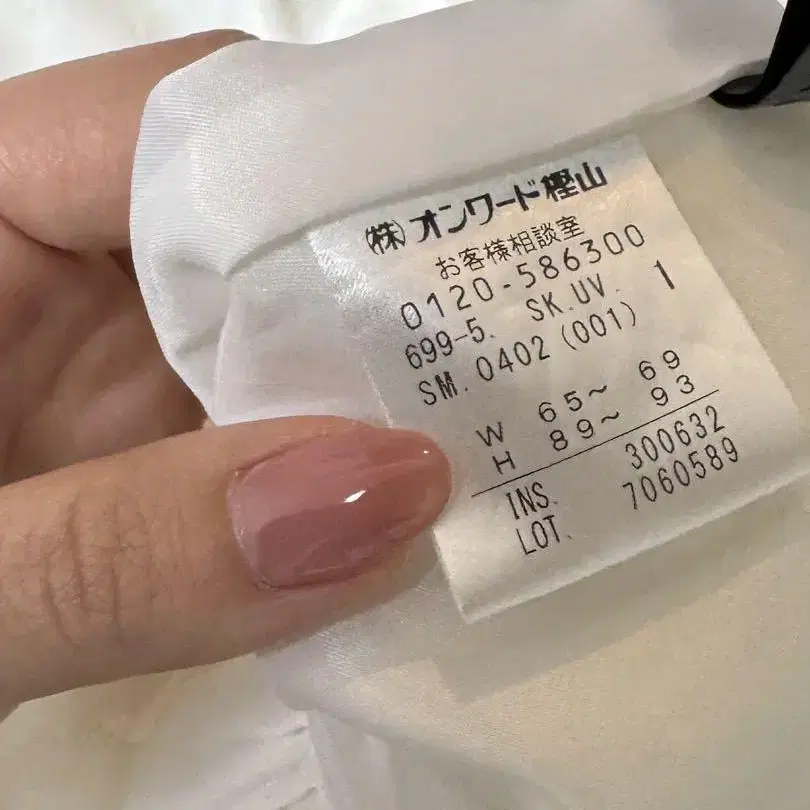 ㈱オンワード樫山
お客様相談室
0120-586300
699-5. SK.UV. 1
SM. 0402(001)
W 65~ 69
H 89~ 93
INS. 300632
LOT. 7060589